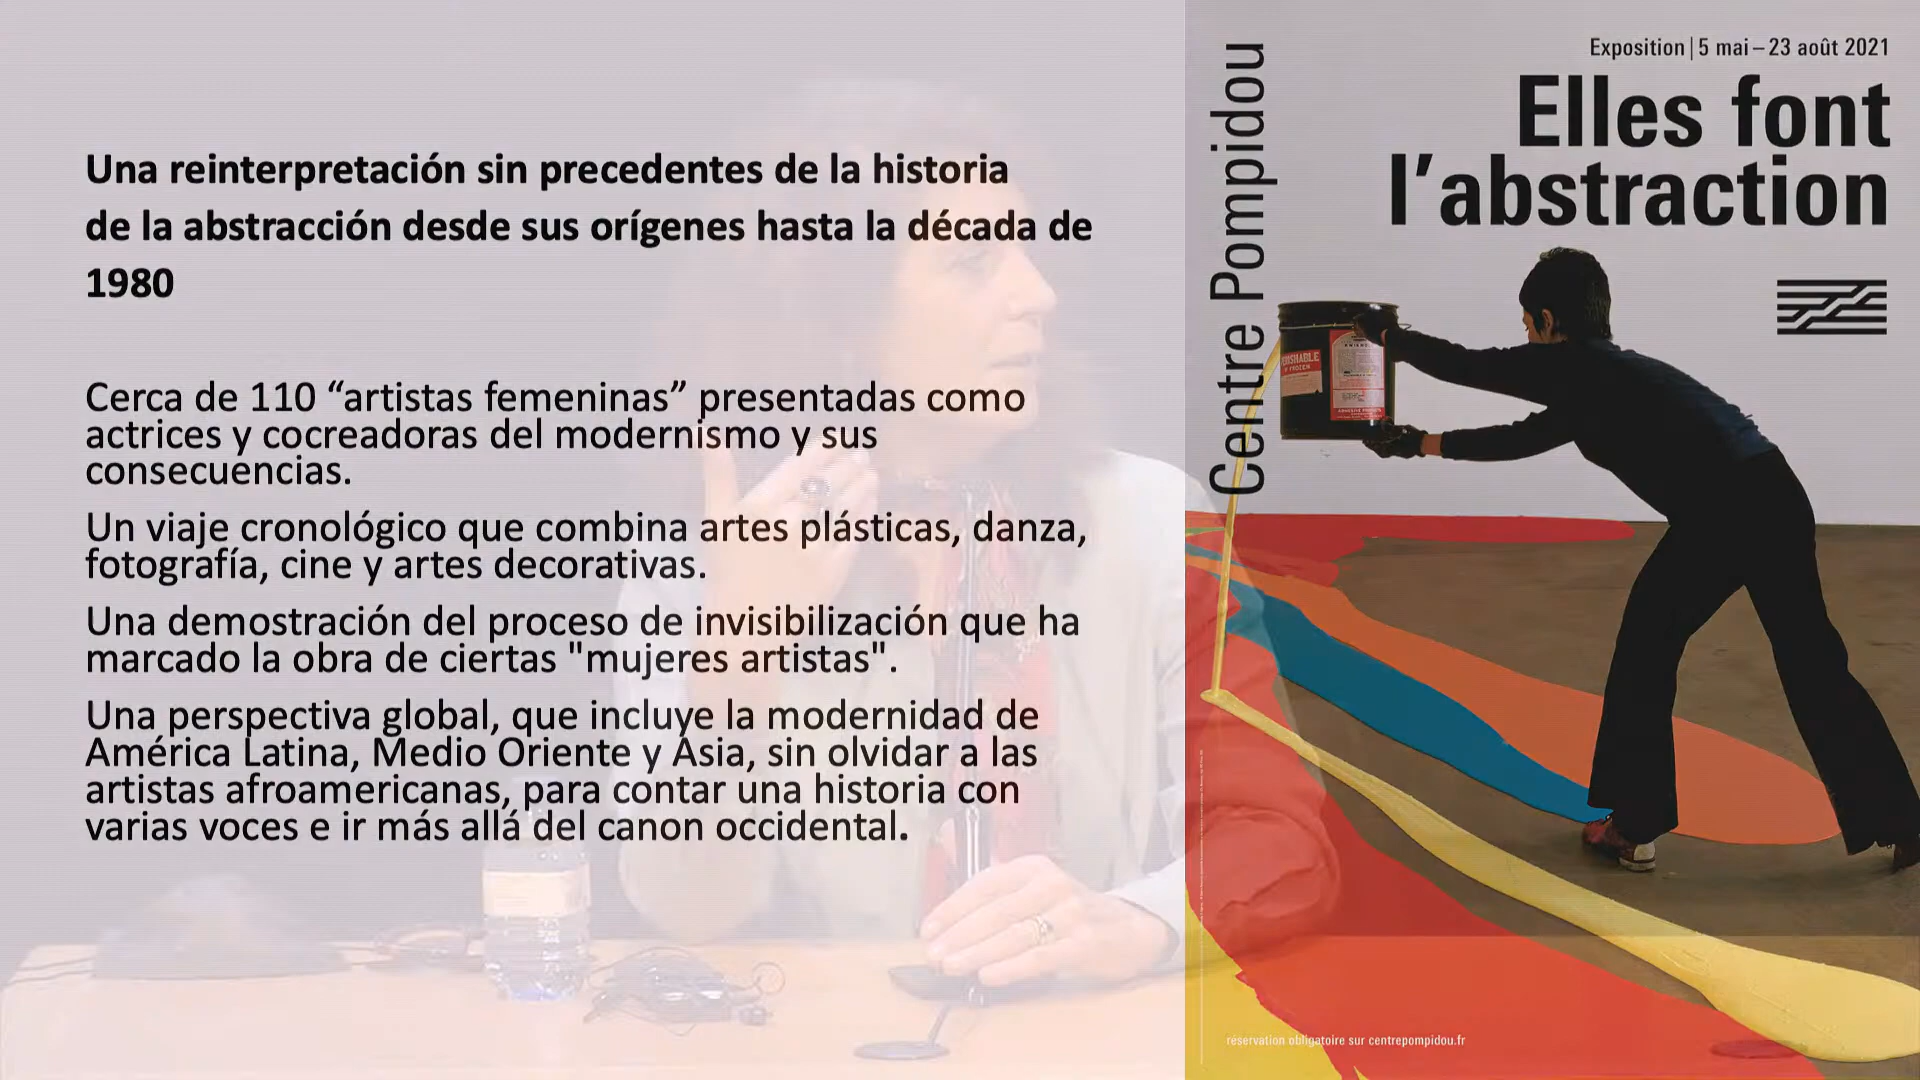 Una reinterpretación sin precedentes de la historia
de la abstracción desde sus orígenes hasta la década de
1980
Cerca de 110 “artistas femeninas” presentadas como
actrices y cocreadoras del modernismo y sus
consecuencias.
Un viaje cronológico que combina artes plásticas, danza,
fotografía, cine y artes decorativas.
Una demostración del proceso de invisibilización que ha
marcado la obra de ciertas "mujeres artistas".
Una perspectiva global, que incluye la modernidad de
América Latina, Medio Oriente y Asia, sin olvidar a las
artistas afroamericanas, para contar una historia con
varias voces e ir más allá del canon occidental.
Centre Pompidou
Exposition | 5 mai – 23 août 2021
Elles font
l’abstraction
réservation obligatoire sur centrepompidou.fr